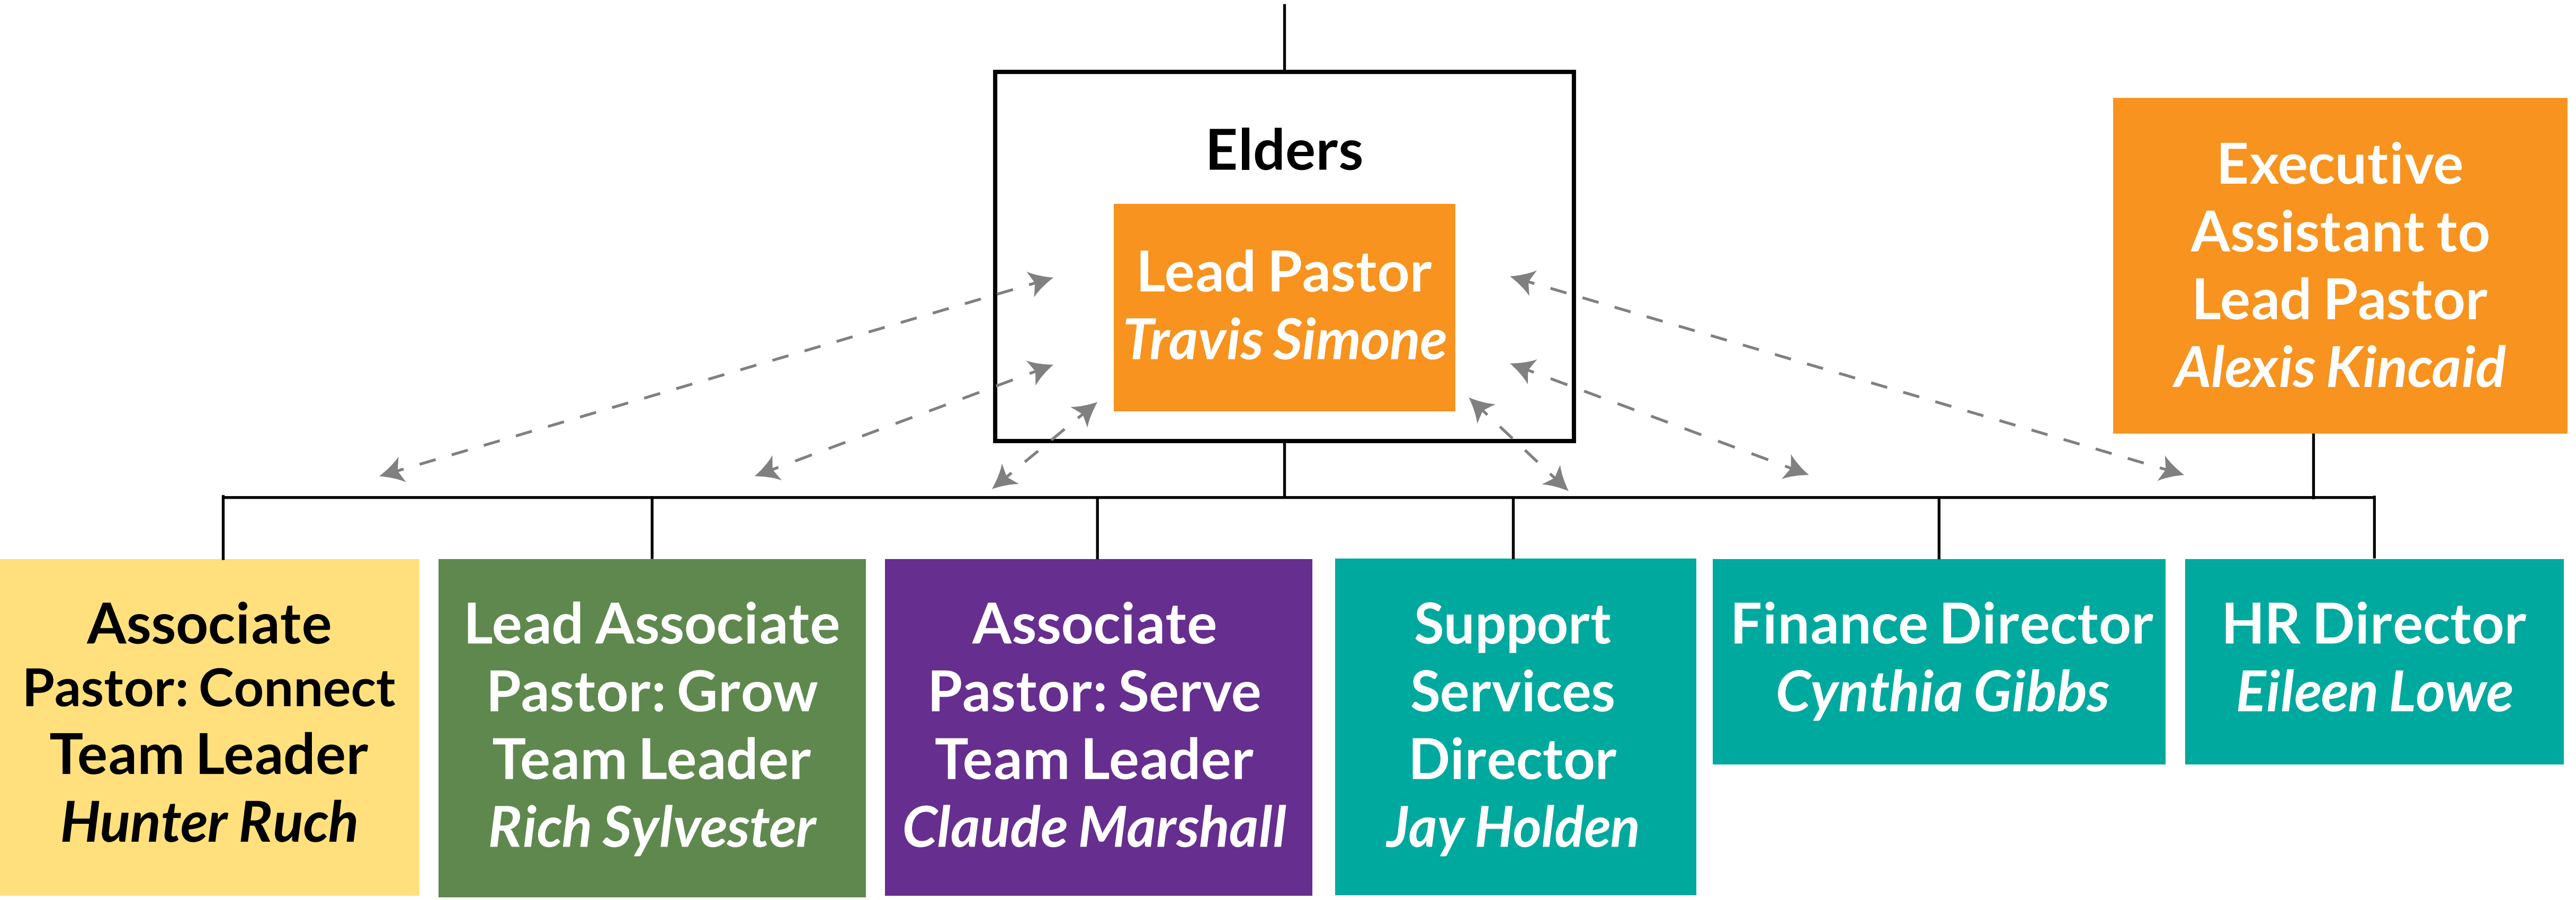 Elders
Lead Pastor
Travis Simone
Executive
Assistant to
Lead Pastor
Alexis Kincaid
Associate
Pastor: Connect
Team Leader
Hunter Ruch
Lead Associate
Pastor: Grow
Team Leader
Rich Sylvester
Associate
Pastor: Serve
Team Leader
Claude Marshall
Support
Services
Director
Jay Holden
Finance Director
Cynthia Gibbs
HR Director
Eileen Lowe